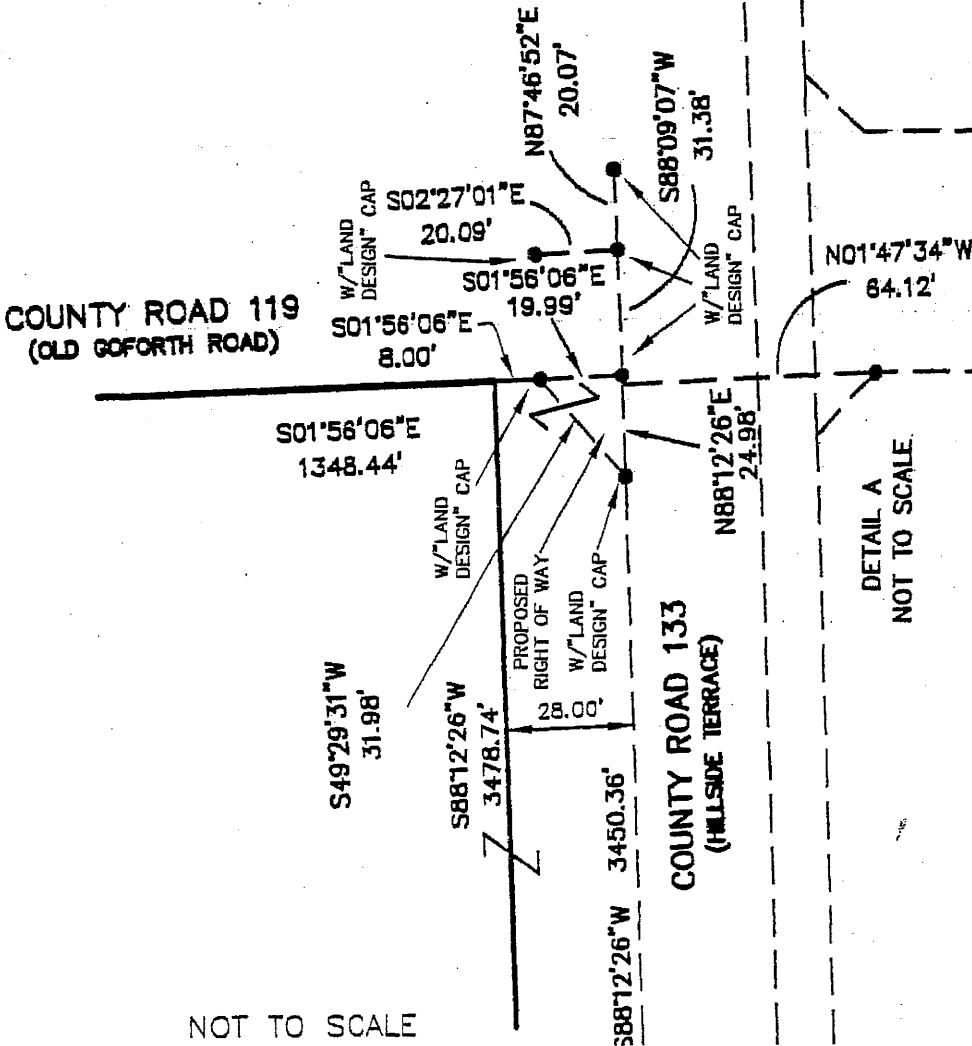 N87°46'52"E
20.07'
S88°09'07"W
31.38'
W/"LAND
DESIGN" CAP
S02°27'01"E
20.09'
W/"LAND
DESIGN" CAP
N01°47'34"W
64.12'
COUNTY ROAD 119
(OLD GOFORTH ROAD)
S01°56'06"E
19.99'
S01°56'06"E
8.00'
S01°56'06"E
1348.44'
W/"LAND
DESIGN" CAP
N88°12'26"E
24.98'
DETAIL A
NOT TO SCALE
PROPOSED
RIGHT OF WAY
W/"LAND
DESIGN" CAP
S49°29'31"W
31.98'
S88°12'26"W
3478.74'
28.00'
COUNTY ROAD 133
(HILLSIDE TERRACE)
S88°12'26"W 3450.36'
NOT TO SCALE